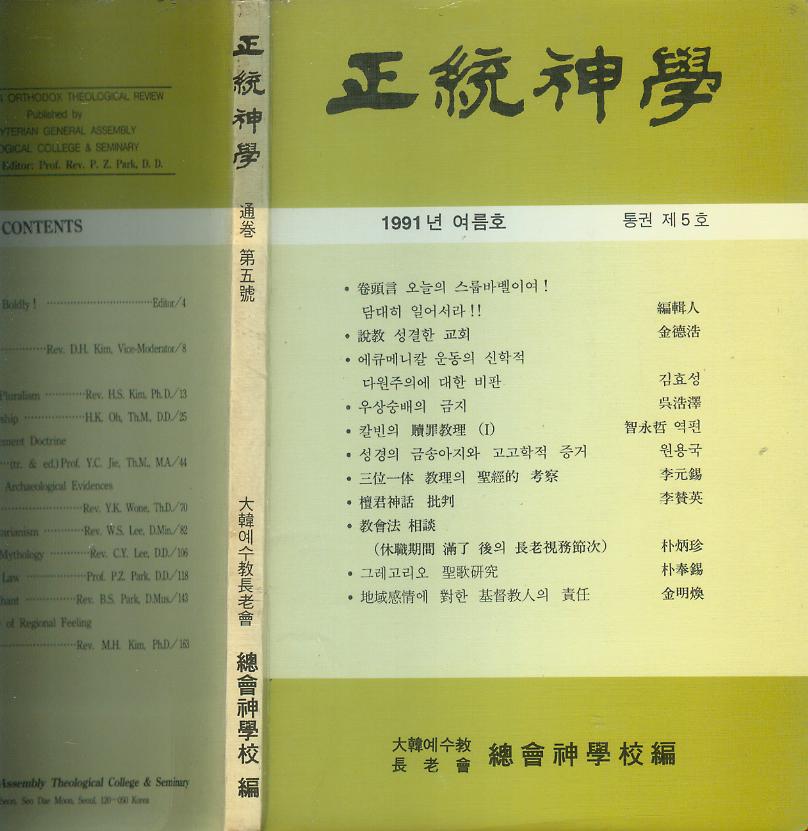 ORTHODOX THEOLOGICAL REVIEW
Published by
GENERAL ASSEMBLY
COLLEGE & SEMINARY
Editor: Prof. Rev. P. Z. Park, D. D.
CONTENTS
Boldly! Editor/4
Rev. D.H. Kim, Vice-Moderator/8
Pluralism Rev. H.S. Kim, Ph.D./13
H.K. Oh, Th.M., D.D./25
Doctrine
(tr. & ed.) Prof. Y.C. Jie, Th.M., M.A./44
Archaeological Evidences
Rev. Y.K. Wone, Th.D./70
Rev. W.S. Lee, D.Min./82
Mythology Rev. C.Y. Lee, D.D./106
Law Prof. P.Z. Park, D.D./118
Rev. B.S. Park, D.Mus./143
of Regional Feeling
Rev. M.H. Kim, Ph.D./163
Assembly Theological College & Seminary
Seo Dae Moon, Seoul, 120-050 Korea
正統神學
通卷 第五號
大韓예수教長老會
總會神學校 編
正統神學
1991년 여름호 통권 제5호
• 卷頭言 오늘의 스룹바벨이여!
담대히 일어서라!! 編輯人
• 說教 성결한 교회 金德浩
• 에큐메니칼 운동의 신학적
다원주의에 대한 비판 김효성
• 우상숭배의 금지 吳浩澤
• 칼빈의 贖罪教理 (I) 智永哲 역편
• 성경의 금송아지와 고고학적 증거 원용국
• 三位一体 教理의 聖經的 考察 李元錫
• 檀君神話 批判 李賛英
• 教會法 相談
(休職期間 滿了 後의 長老視務節次) 朴炳珍
• 그레고리오 聖歌研究 朴奉錫
• 地域感情에 對한 基督教人의 責任 金明煥
大韓예수教
長老會 總會神學校編